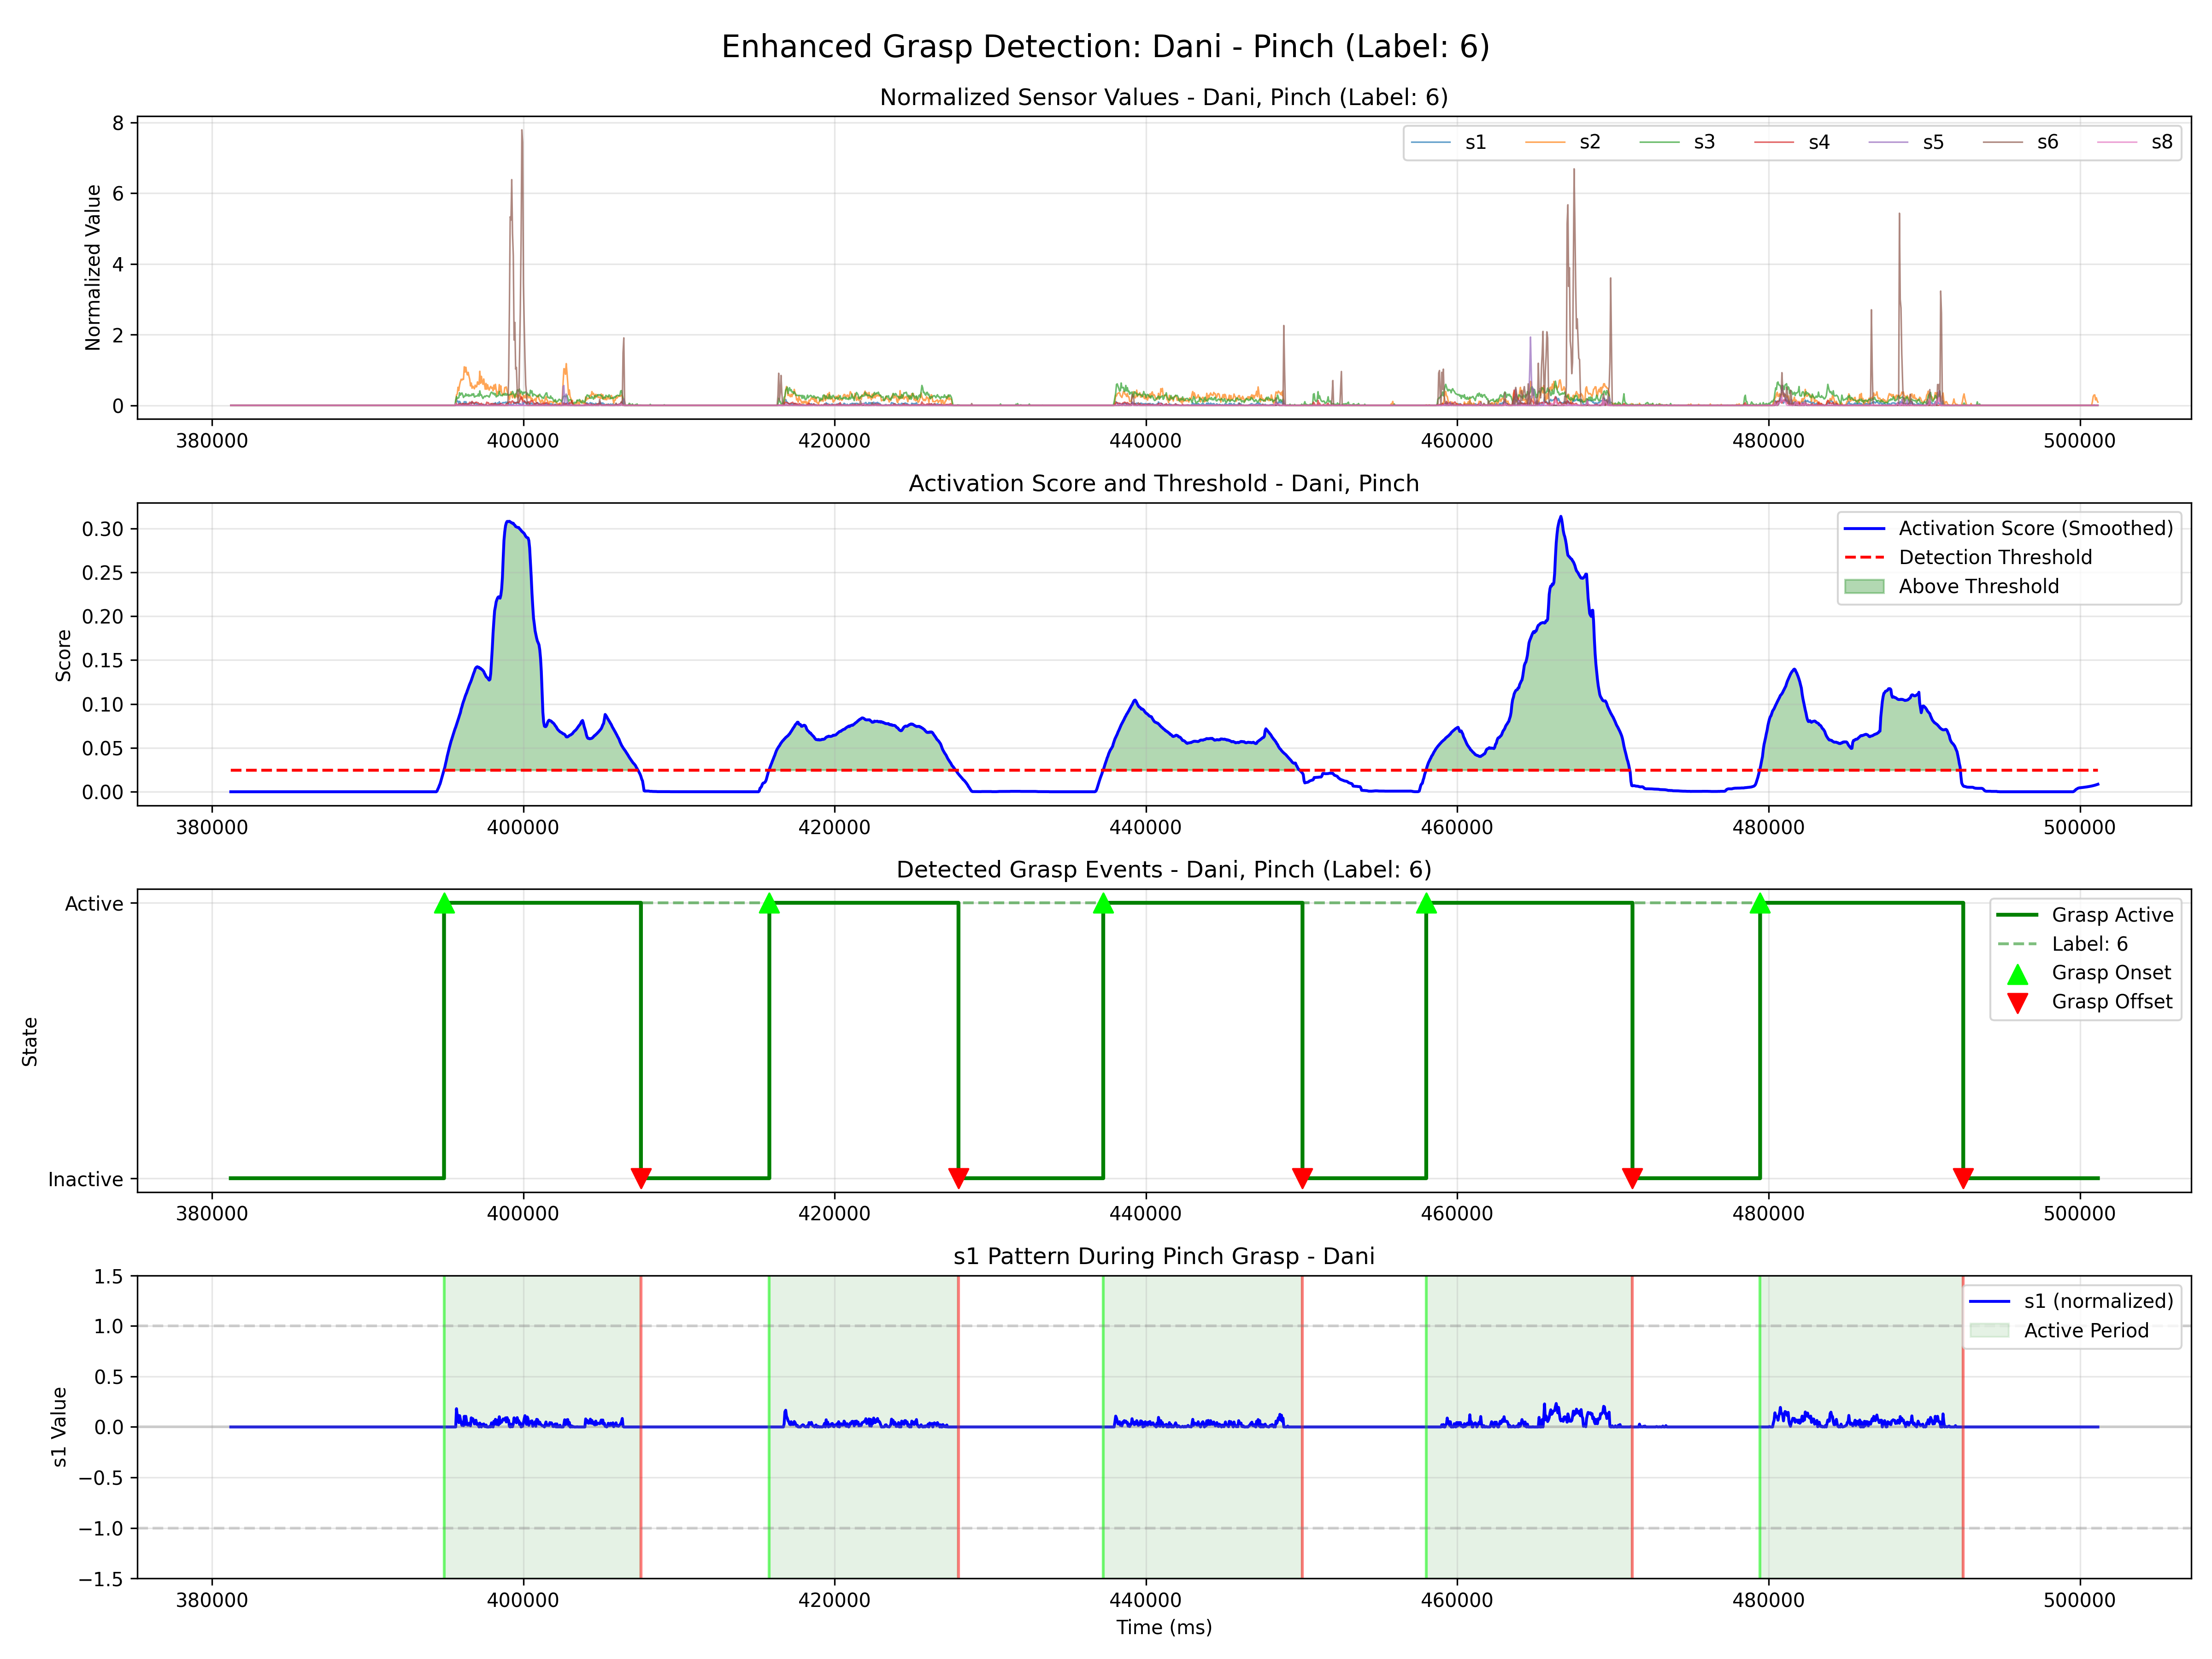 Enhanced Grasp Detection: Dani - Pinch (Label: 6)
Normalized Sensor Values - Dani, Pinch (Label: 6)
Normalized Value
8
6
4
2
0
s1 s2 s3 s4 s5 s6 s8
380000 400000 420000 440000 460000 480000 500000
Activation Score and Threshold - Dani, Pinch
Score
0.30
0.25
0.20
0.15
0.10
0.05
0.00
Activation Score (Smoothed)
Detection Threshold
Above Threshold
380000 400000 420000 440000 460000 480000 500000
Detected Grasp Events - Dani, Pinch (Label: 6)
State
Active
Inactive
Grasp Active
Label: 6
Grasp Onset
Grasp Offset
380000 400000 420000 440000 460000 480000 500000
s1 Pattern During Pinch Grasp - Dani
s1 Value
1.5
1.0
0.5
0.0
−0.5
−1.0
−1.5
s1 (normalized)
Active Period
380000 400000 420000 440000 460000 480000 500000
Time (ms)